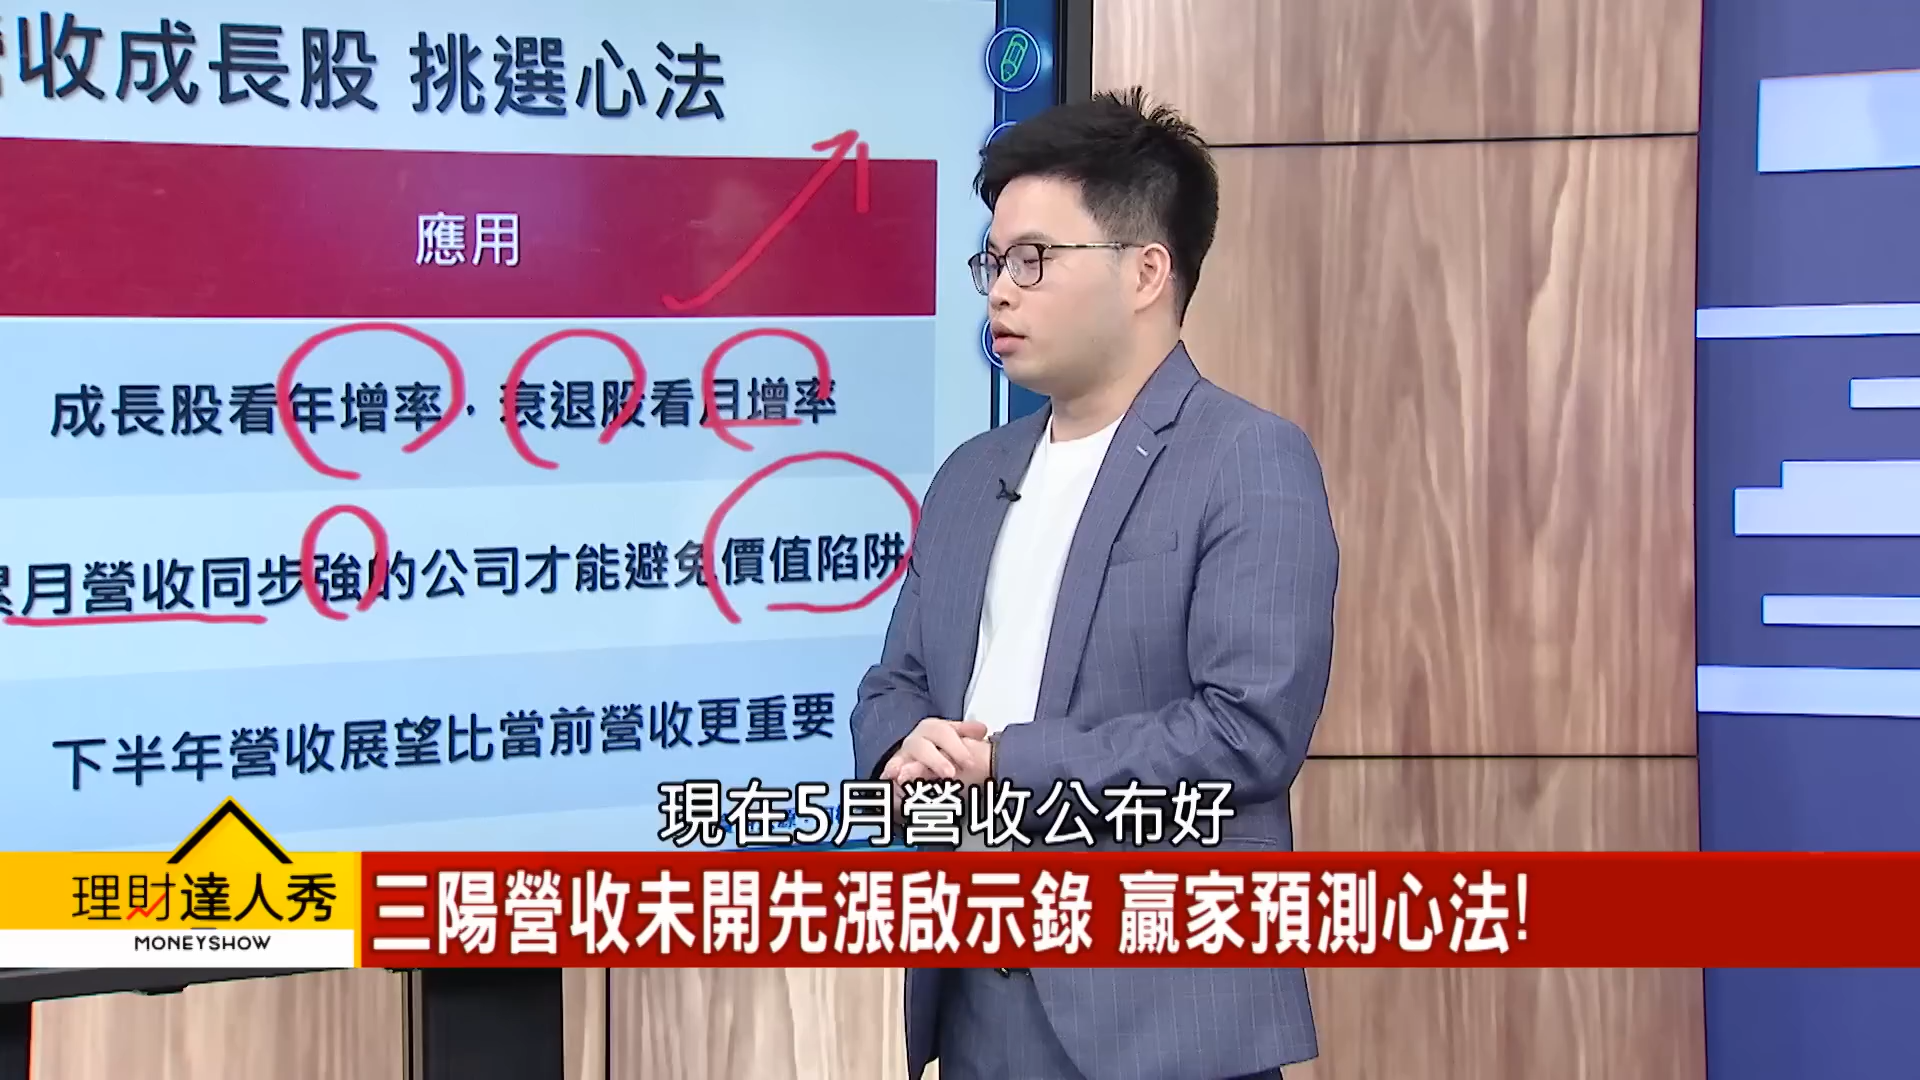 收成長股 挑選心法
應用
成長股看年增率，衰退股看月增率
月營收同步強的公司才能避免價值陷阱
下半年營收展望比當前營收更重要
現在5月營收公布好
理財達人秀
MONEYSHOW
三陽營收未開先漲啟示錄 贏家預測心法!